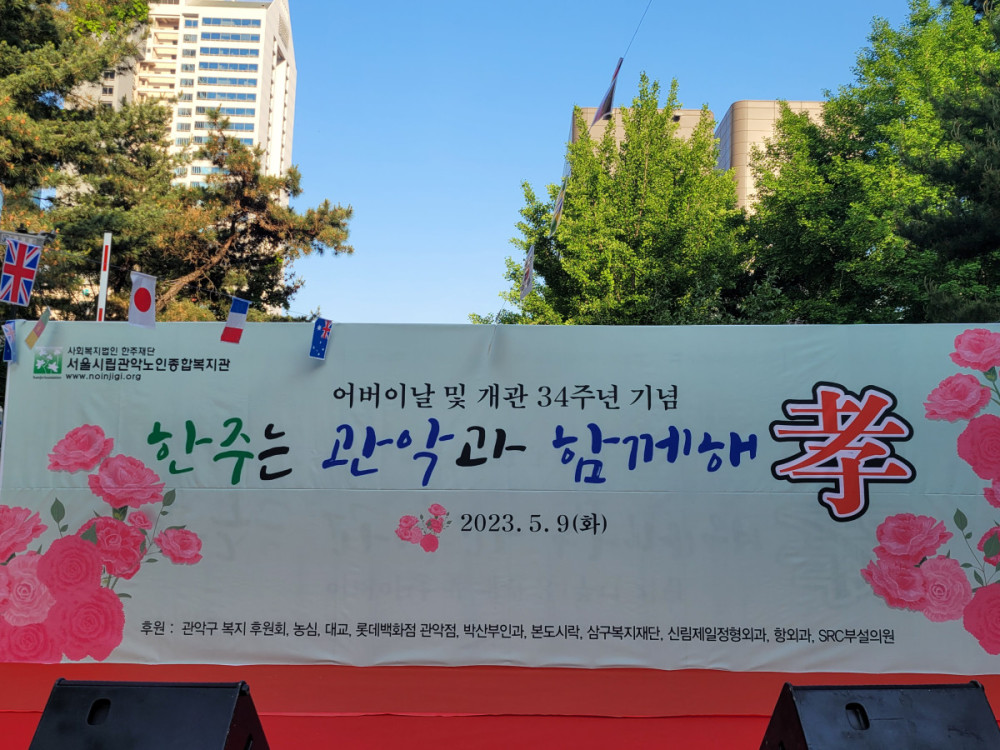 사회복지법인 한주재단
서울시립관악노인종합복지관
www.noinjigi.org
어버이날 및 개관 34주년 기념
한주는 관악과 함께해 孝
2023. 5. 9(화)
후원 : 관악구 복지 후원회, 농심, 대교, 롯데백화점 관악점, 박산부인과, 본도시락, 삼구복지재단, 신림제일정형외과, 항외과, SRC부설의원